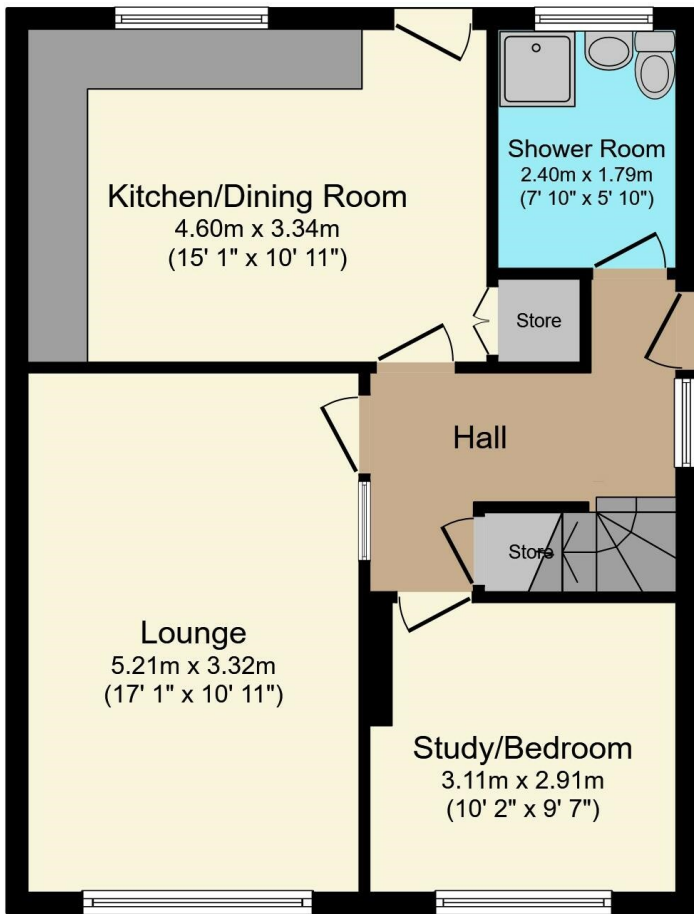 Kitchen/Dining Room
4.60m x 3.34m
(15' 1" x 10' 11")
Shower Room
2.40m x 1.79m
(7' 10" x 5' 10")
Store
Hall
Store
Lounge
5.21m x 3.32m
(17' 1" x 10' 11")
Study/Bedroom
3.11m x 2.91m
(10' 2" x 9' 7")